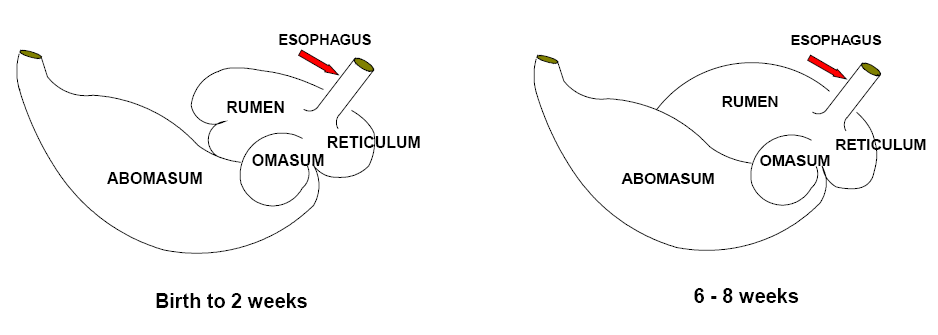 ESOPHAGUS
RUMEN
RETICULUM
OMASUM
ABOMASUM
Birth to 2 weeks
ESOPHAGUS
RUMEN
RETICULUM
OMASUM
ABOMASUM
6 - 8 weeks